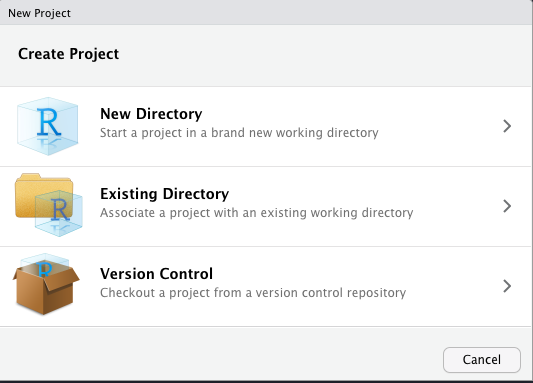 New Project
Create Project
New Directory
Start a project in a brand new working directory
Existing Directory
Associate a project with an existing working directory
Version Control
Checkout a project from a version control repository
Cancel